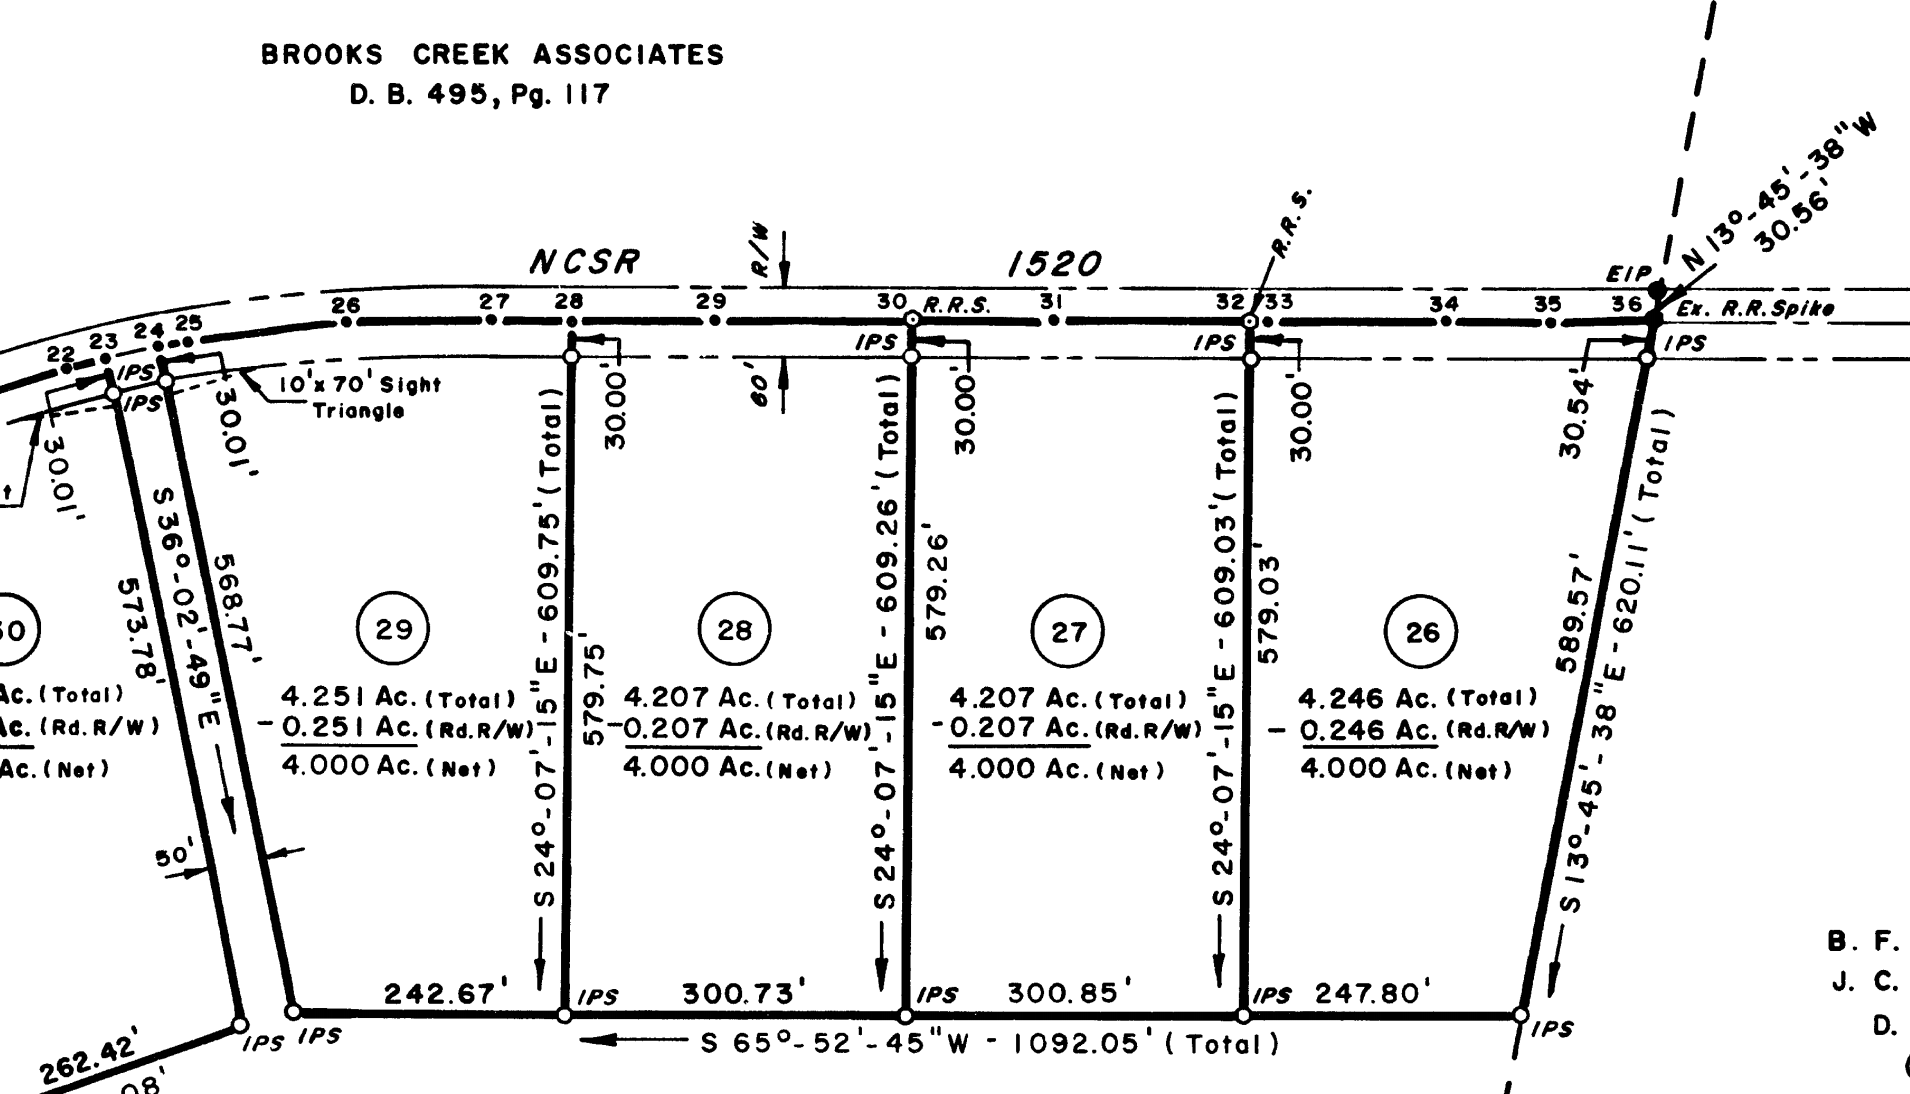 BROOKS CREEK ASSOCIATES
D. B. 495, Pg. 117
N 13°-45'-38" W
30.56'
NCSR
R/W
1520
R.R.S.
EIP
22
23
24
25
26
27
28
29
30
R.R.S.
31
32
33
34
35
36
Ex. R.R. Spike
IPS
IPS
IPS
IPS
IPS
10' x 70' Sight
Triangle
60'
30.01'
30.01'
30.00'
30.00'
30.00'
30.54'
S 36°-02'-49" E
573.78'
568.77'
S 24°-07'-15" E - 609.75' (Total)
579.75'
S 24°-07'-15" E - 609.26' (Total)
579.26'
S 24°-07'-15" E - 609.03' (Total)
579.03'
S 13°-45'-38" E - 620.11' (Total)
589.57'
29
28
27
26
Ac. (Total)
4.251 Ac. (Total)
4.207 Ac. (Total)
4.207 Ac. (Total)
4.246 Ac. (Total)
Ac. (Rd. R/W)
-0.251 Ac. (Rd. R/W)
-0.207 Ac. (Rd. R/W)
-0.207 Ac. (Rd. R/W)
- 0.246 Ac. (Rd. R/W)
Ac. (Net)
4.000 Ac. (Net)
4.000 Ac. (Net)
4.000 Ac. (Net)
4.000 Ac. (Net)
50'
B. F.
J. C.
D.
242.67'
IPS
300.73'
IPS
300.85'
IPS
247.80'
IPS
IPS
IPS
S 65°-52'-45" W - 1092.05' (Total)
262.42'
08'